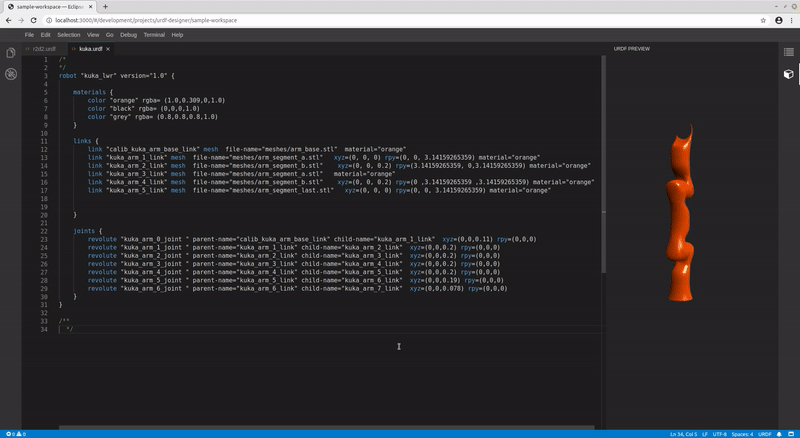 sample-workspace — Eclips
localhost:3000/#/development/projects/urdf-designer/sample-workspace
File Edit Selection View Go Debug Terminal Help
r2d2.urdf kuka.urdf
URDF PREVIEW
1 /*
2 */
3 robot "kuka_lwr" version="1.0" {
4
5 materials {
6 color "orange" rgba= (1.0,0.309,0,1.0)
7 color "black" rgba= (0,0,0,1.0)
8 color "grey" rgba= (0.8,0.8,0.8,1.0)
9 }
10
11 links {
12 link "calib_kuka_arm_base_link" mesh file-name="meshes/arm_base.stl" material="orange"
13 link "kuka_arm_1_link" mesh file-name="meshes/arm_segment_a.stl" xyz=(0, 0, 0) rpy=(0, 0, 3.14159265359) material="orange"
14 link "kuka_arm_2_link" mesh file-name="meshes/arm_segment_b.stl" xyz=(0, 0, 0.2) rpy=(3.14159265359, 0,3.14159265359) material="orange"
15 link "kuka_arm_3_link" mesh file-name="meshes/arm_segment_a.stl" material="orange"
16 link "kuka_arm_4_link" mesh file-name="meshes/arm_segment_b.stl" xyz=(0, 0, 0.2) rpy=(0 ,3.14159265359 ,3.14159265359) material="orange"
17 link "kuka_arm_5_link" mesh file-name="meshes/arm_segment_last.stl" xyz=(0, 0, 0) rpy=(0, 0, 3.14159265359) material="orange"
18
19
20 }
21
22 joints {
23 revolute "kuka_arm_0_joint " parent-name="calib_kuka_arm_base_link" child-name="kuka_arm_1_link" xyz=(0,0,0.11) rpy=(0,0,0)
24 revolute "kuka_arm_1_joint " parent-name="kuka_arm_1_link" child-name="kuka_arm_2_link" xyz=(0,0,0.2) rpy=(0,0,0)
25 revolute "kuka_arm_2_joint " parent-name="kuka_arm_2_link" child-name="kuka_arm_3_link" xyz=(0,0,0.2) rpy=(0,0,0)
26 revolute "kuka_arm_3_joint " parent-name="kuka_arm_3_link" child-name="kuka_arm_4_link" xyz=(0,0,0.2) rpy=(0,0,0)
27 revolute "kuka_arm_4_joint " parent-name="kuka_arm_4_link" child-name="kuka_arm_5_link" xyz=(0,0,0.2) rpy=(0,0,0)
28 revolute "kuka_arm_5_joint " parent-name="kuka_arm_5_link" child-name="kuka_arm_6_link" xyz=(0,0,0.19) rpy=(0,0,0)
29 revolute "kuka_arm_6_joint " parent-name="kuka_arm_6_link" child-name="kuka_arm_7_link" xyz=(0,0,0.078) rpy=(0,0,0)
30 }
31 }
32
33 /**
34 */
0 0 Ln 34, Col 5 LF UTF-8 Spaces: 4 URDF